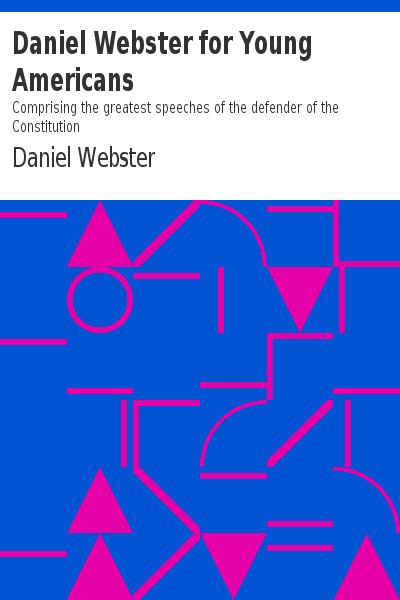 Daniel Webster for Young
Americans
Comprising the greatest speeches of the defender of the
Constitution
Daniel Webster